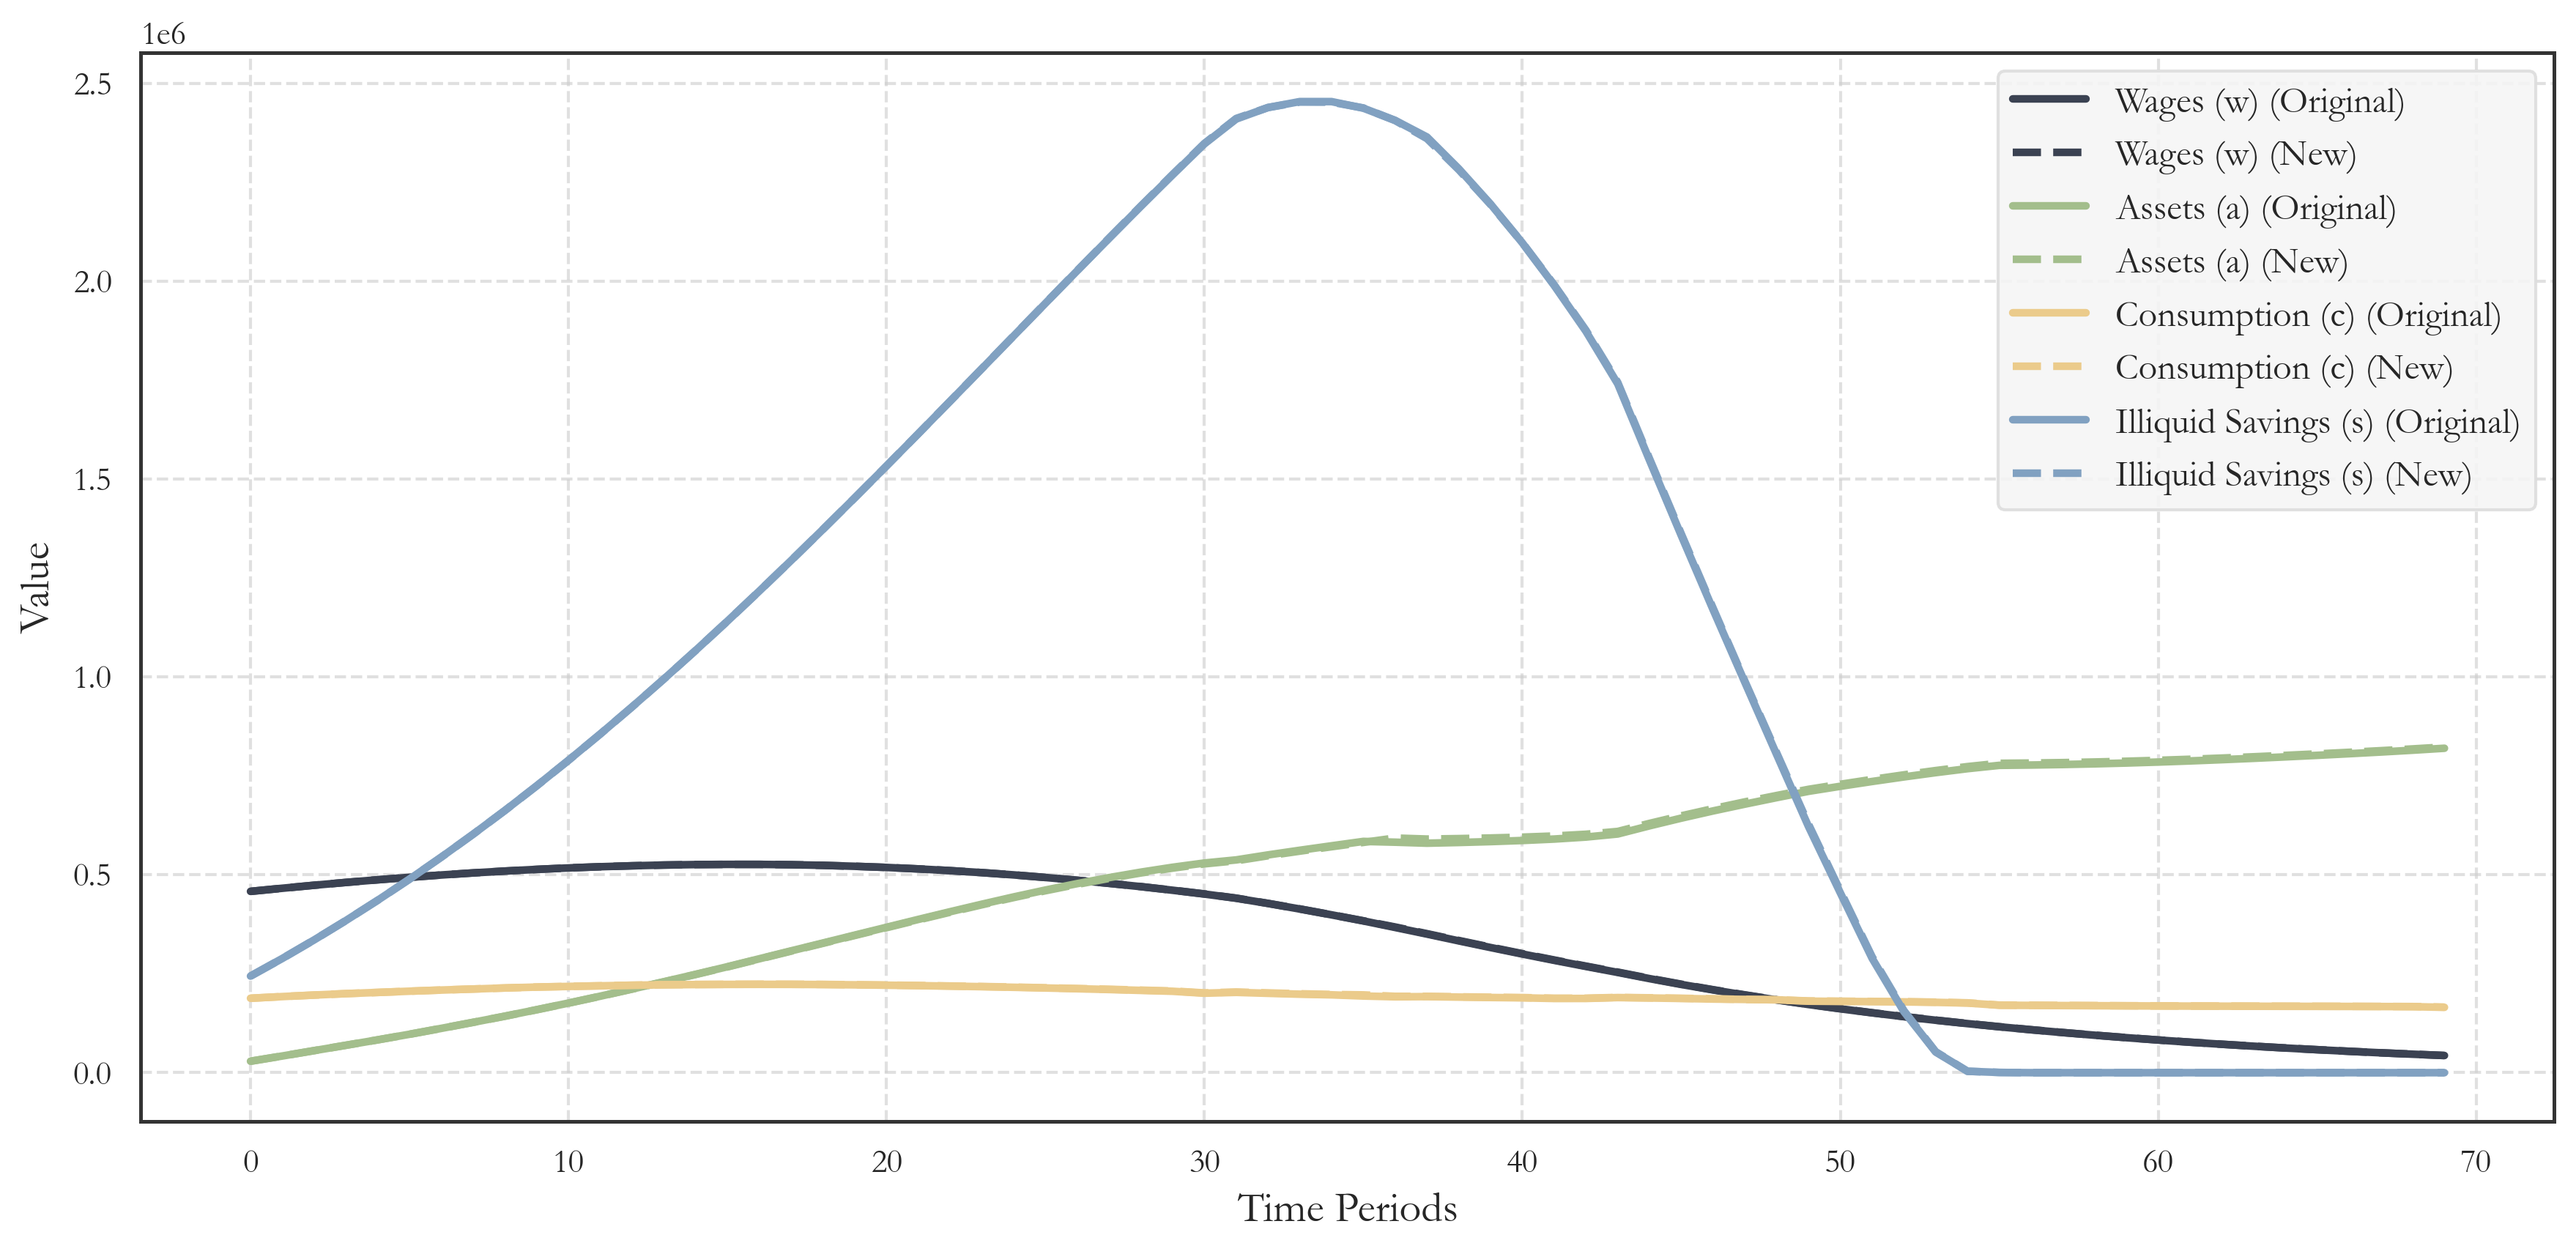 1e6
2.5
2.0
1.5
1.0
0.5
0.0
Value
0 10 20 30 40 50 60 70
Time Periods
Wages (w) (Original)
Wages (w) (New)
Assets (a) (Original)
Assets (a) (New)
Consumption (c) (Original)
Consumption (c) (New)
Illiquid Savings (s) (Original)
Illiquid Savings (s) (New)